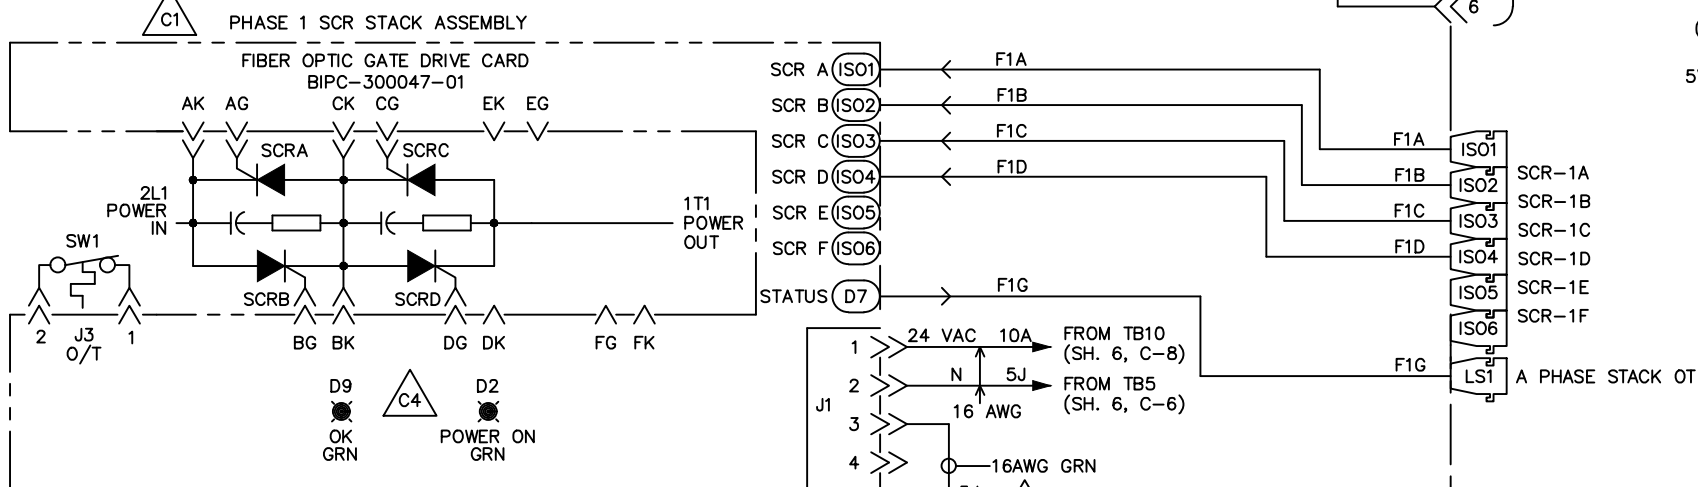 6
C1
PHASE 1 SCR STACK ASSEMBLY
FIBER OPTIC GATE DRIVE CARD
BIPC-300047-01
AK AG CK CG EK EG
SCRA SCRC
2L1
POWER
IN
1T1
POWER
OUT
SW1
SCRB SCRD
2 J3 1
O/T
BG BK DG DK FG FK
D9
C4
D2
OK
GRN
POWER ON
GRN
SCR A ISO1 F1A
SCR B ISO2 F1B
SCR C ISO3 F1C
SCR D ISO4 F1D
SCR E ISO5
SCR F ISO6
STATUS D7 F1G
J1
1 24 VAC 10A FROM TB10
(SH. 6, C-8)
2 N 5J FROM TB5
(SH. 6, C-6)
16 AWG
3
4 16AWG GRN
F1A ISO1
SCR-1A
F1B ISO2
SCR-1B
F1C ISO3
SCR-1C
F1D ISO4
SCR-1D
ISO5
SCR-1E
ISO6
SCR-1F
F1G LS1 A PHASE STACK OT